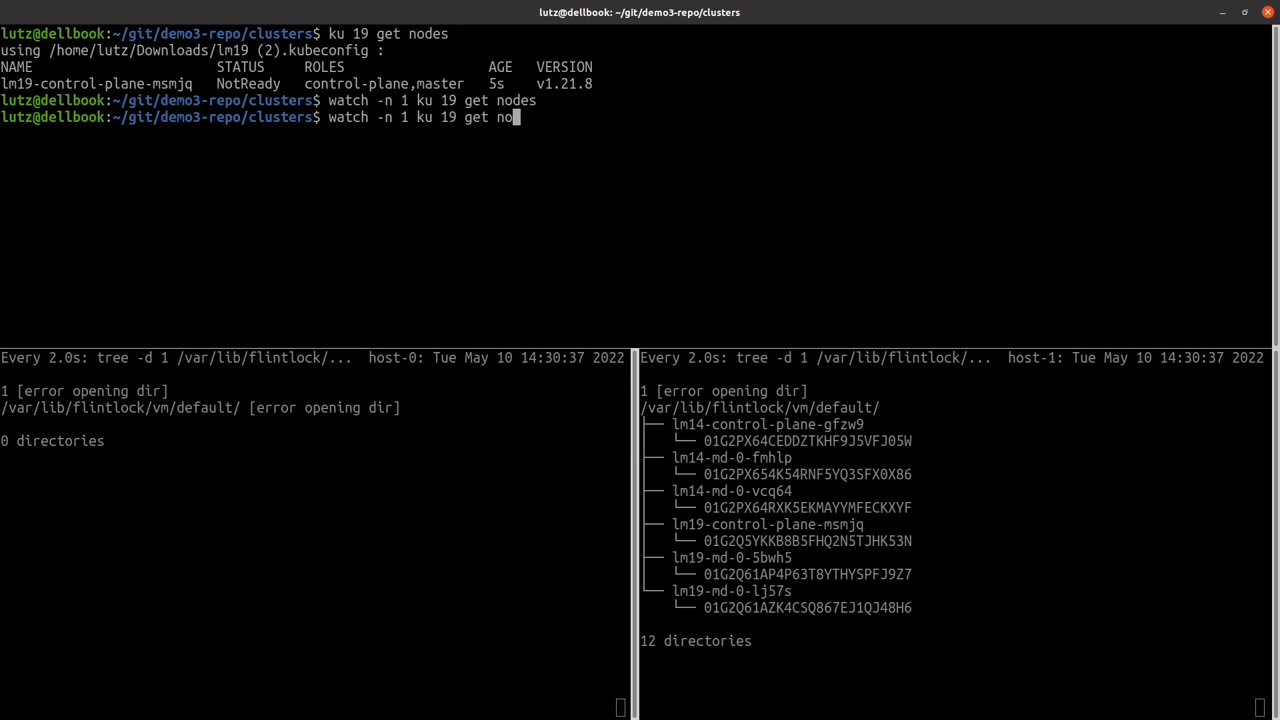 lutz@dellbook: ~/git/demo3-repo/clusters
lutz@dellbook:~/git/demo3-repo/clusters$ ku 19 get nodes
using /home/lutz/Downloads/lm19 (2).kubeconfig :
NAME                       STATUS     ROLES                  AGE   VERSION
lm19-control-plane-msmjq   NotReady   control-plane,master   5s    v1.21.8
lutz@dellbook:~/git/demo3-repo/clusters$ watch -n 1 ku 19 get nodes
lutz@dellbook:~/git/demo3-repo/clusters$ watch -n 1 ku 19 get no
Every 2.0s: tree -d 1 /var/lib/flintlock/...  host-0: Tue May 10 14:30:37 2022
1 [error opening dir]
/var/lib/flintlock/vm/default/ [error opening dir]
0 directories
Every 2.0s: tree -d 1 /var/lib/flintlock/...  host-1: Tue May 10 14:30:37 2022
1 [error opening dir]
/var/lib/flintlock/vm/default/
├── lm14-control-plane-gfzw9
│   └── 01G2PX64CEDDZTKHF9J5VFJ05W
├── lm14-md-0-fmhlp
│   └── 01G2PX654K54RNF5YQ3SFX0X86
├── lm14-md-0-vcq64
│   └── 01G2PX64RXK5EKMAYYMFECKXYF
├── lm19-control-plane-msmjq
│   └── 01G2Q5YKKB8B5FHQ2N5TJHK53N
├── lm19-md-0-5bwh5
│   └── 01G2Q61AP4P63T8YTHYSPFJ9Z7
└── lm19-md-0-lj57s
    └── 01G2Q61AZK4CSQ867EJ1QJ48H6
12 directories